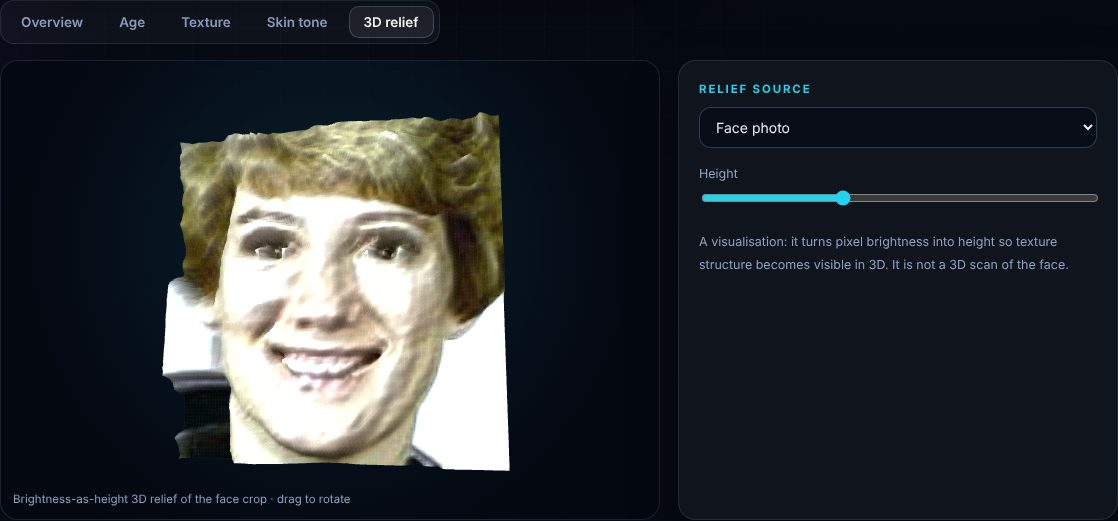 Overview Age Texture Skin tone 3D relief
RELIEF SOURCE
Face photo
Height
A visualisation: it turns pixel brightness into height so texture
structure becomes visible in 3D. It is not a 3D scan of the face.
Brightness-as-height 3D relief of the face crop · drag to rotate